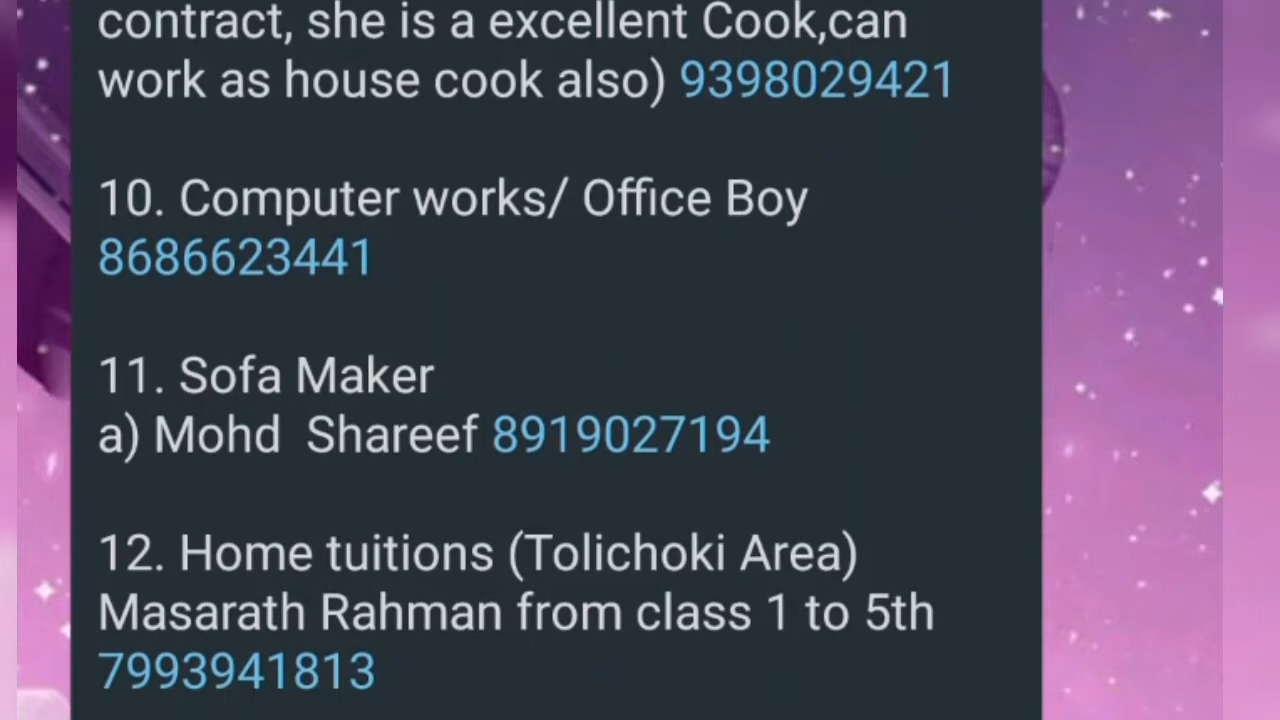 contract, she is a excellent Cook,can
work as house cook also) 9398029421
10. Computer works/ Office Boy
8686623441
11. Sofa Maker
a) Mohd  Shareef 8919027194
12. Home tuitions (Tolichoki Area)
Masarath Rahman from class 1 to 5th
7993941813